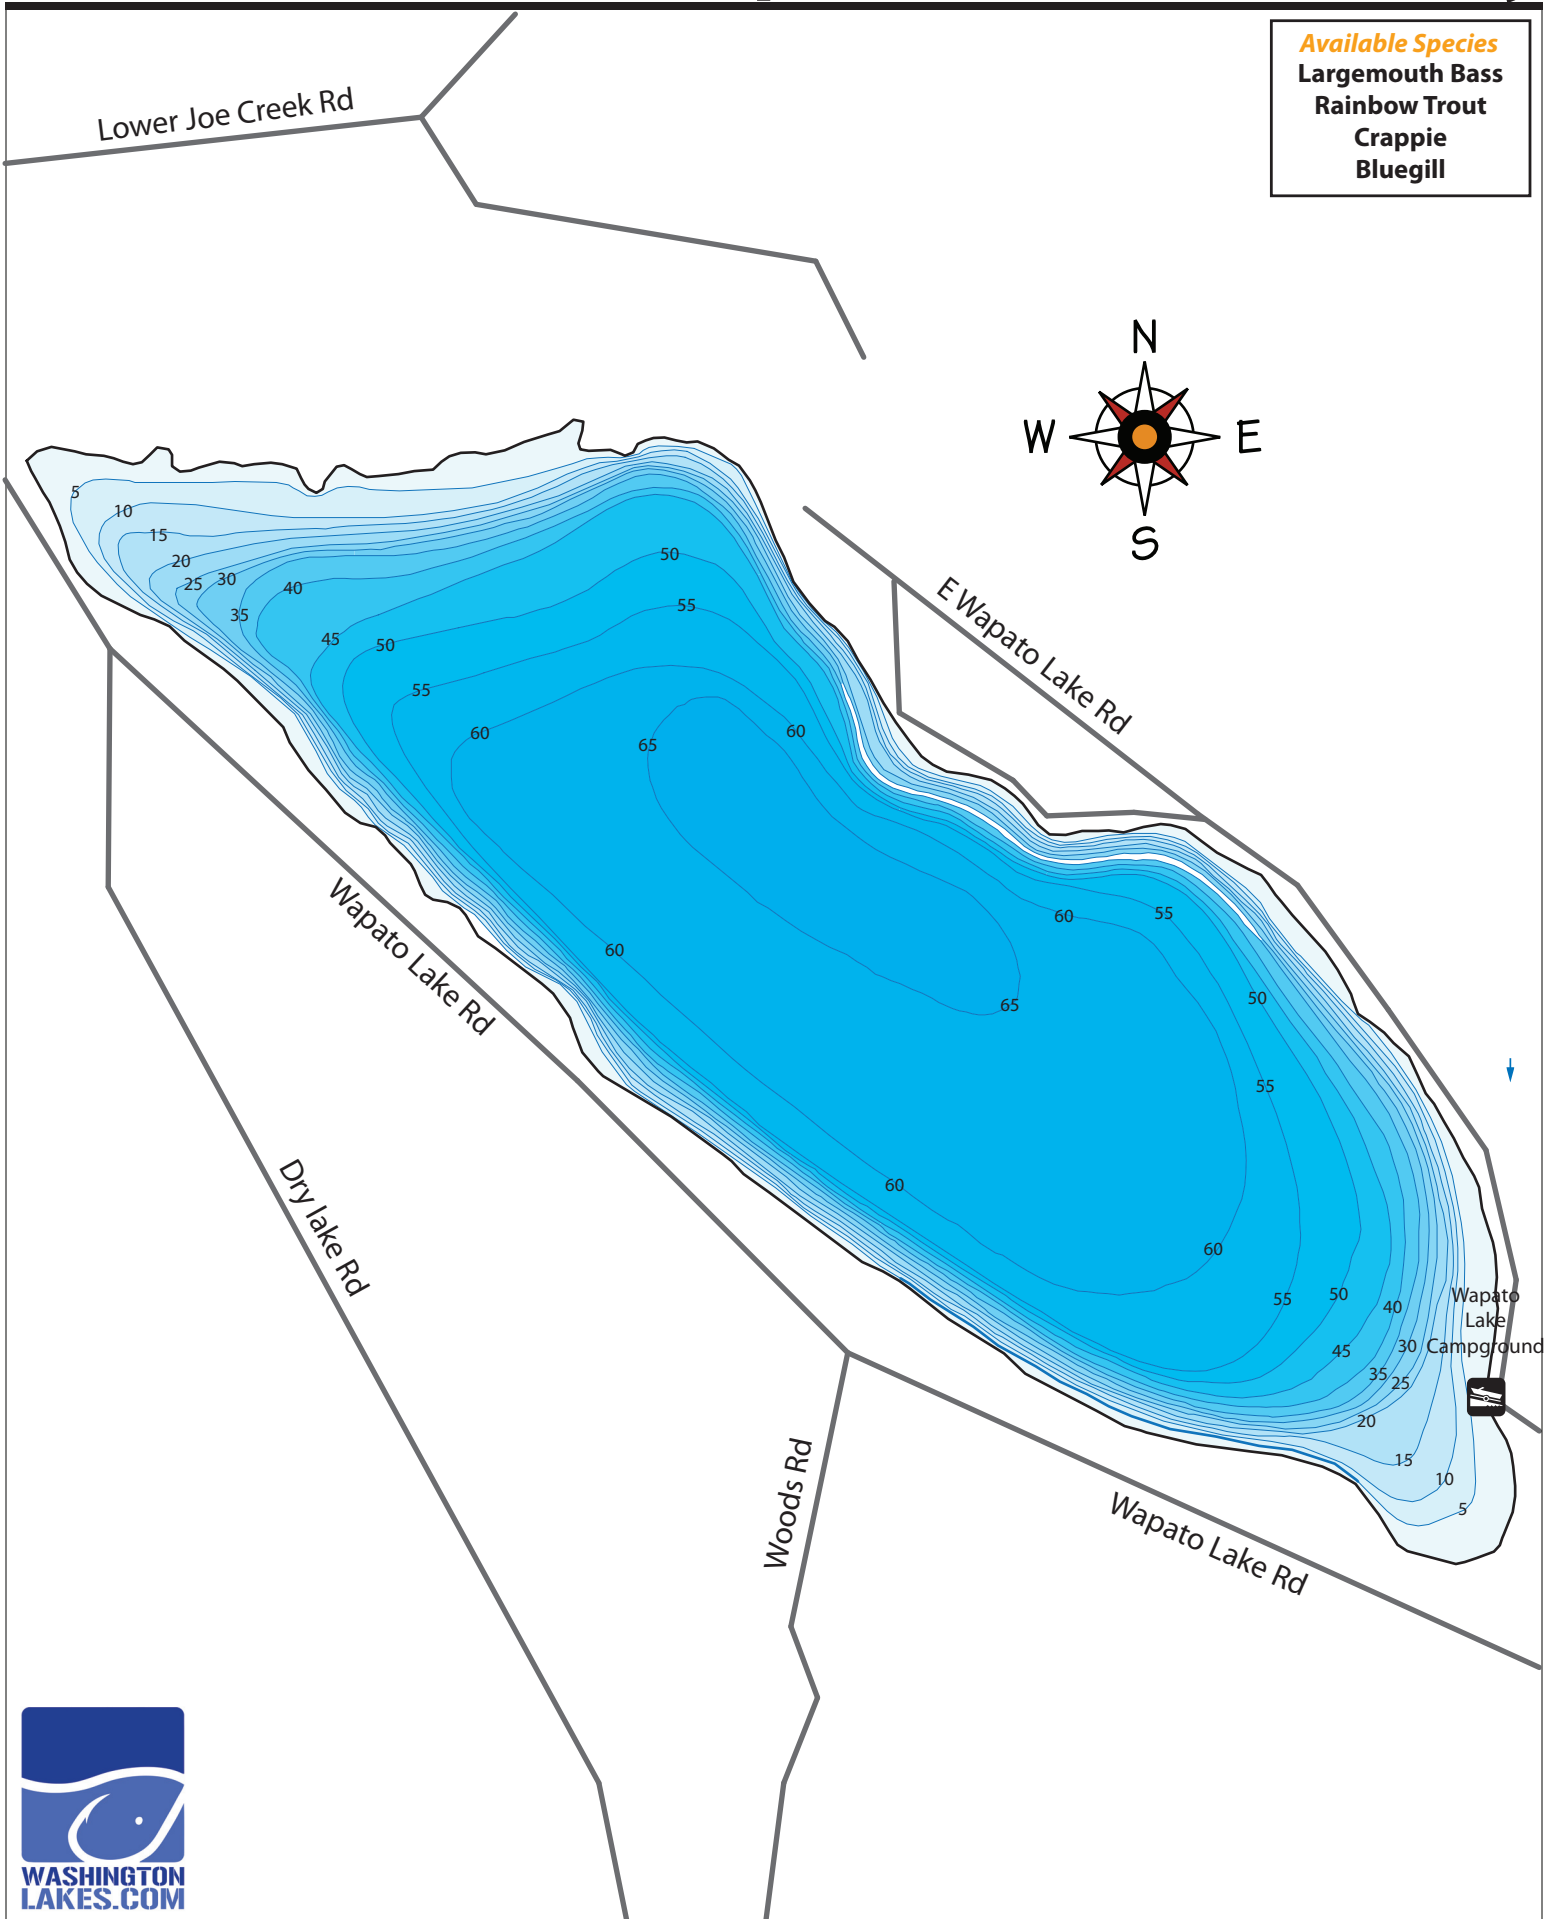 Available Species
Largemouth Bass
Rainbow Trout
Crappie
Bluegill
Lower Joe Creek Rd
N
W
E
S
E Wapato Lake Rd
5
10
15
20
25
30
35
40
45
50
50
55
55
60
60
65
65
60
60
55
50
55
60
60
55
50
45
40
35
30
25
20
15
10
5
Wapato
Lake
Campground
Wapato Lake Rd
Dry lake Rd
Woods Rd
Wapato Lake Rd
WASHINGTON
LAKES.COM